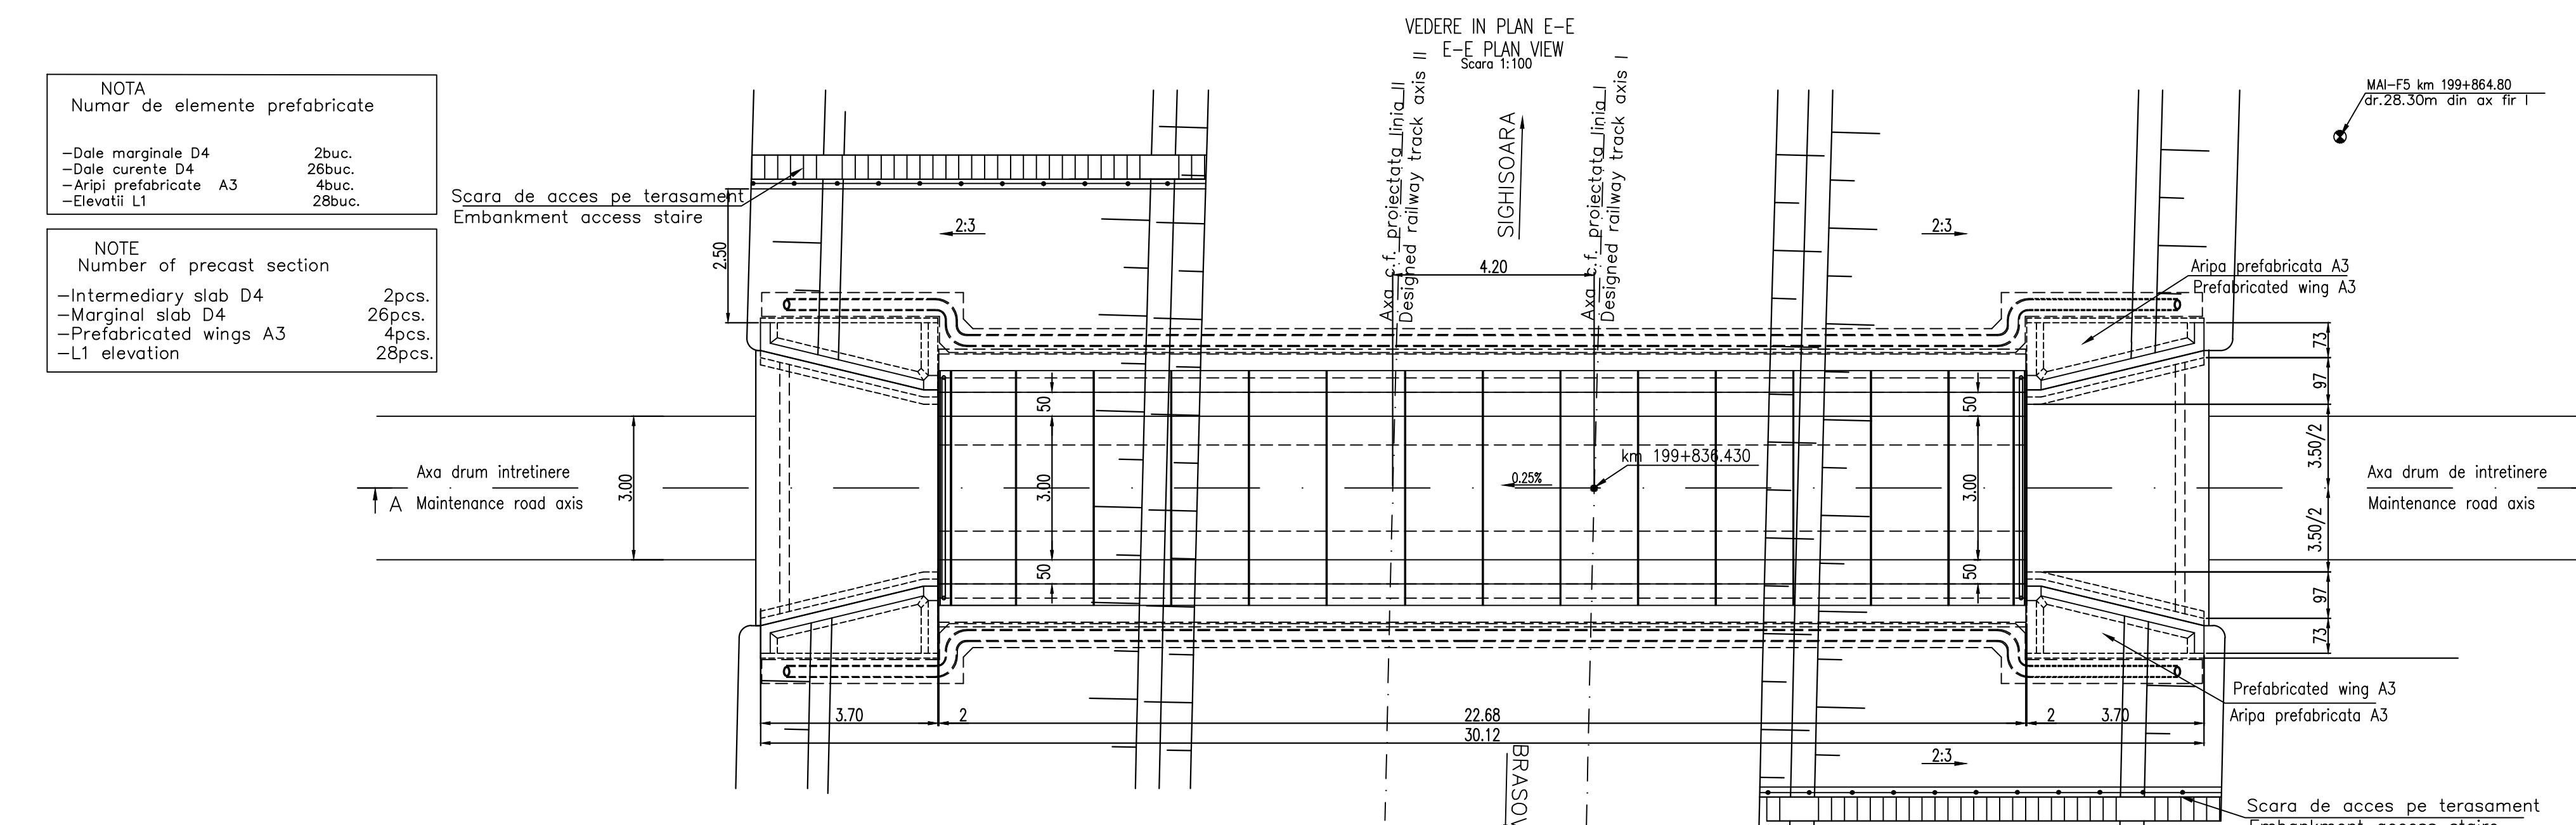 VEDERE IN PLAN E-E
E-E PLAN VIEW
Scara 1:100
NOTA
Numar de elemente prefabricate
-Dale marginale D4 2buc.
-Dale curente D4 26buc.
-Aripi prefabricate A3 4buc.
-Elevatii L1 28buc.
NOTE
Number of precast section
-Intermediary slab D4 2pcs.
-Marginal slab D4 26pcs.
-Prefabricated wings A3 4pcs.
-L1 elevation 28pcs.
Scara de acces pe terasament
Embankment access staire
2:3
2.50
Axa c.f. proiectata linia II
Designed railway track axis II
SIGHISOARA
Axa c.f. proiectata linia I
Designed railway track axis I
4.20
2:3
MAI-F5 km 199+864.80
dr.28.30m din ax fir I
Aripa prefabricata A3
Prefabricated wing A3
73
97
3.50/2
3.50/2
97
73
50
3.00
50
50
3.00
50
3.00
km 199+836.430
0.25%
A
Axa drum intretinere
Maintenance road axis
Axa drum de intretinere
Maintenance road axis
Prefabricated wing A3
Aripa prefabricata A3
3.70
2
22.68
2
3.70
30.12
BRASOV
2:3
Scara de acces pe terasament
Embankment access staire